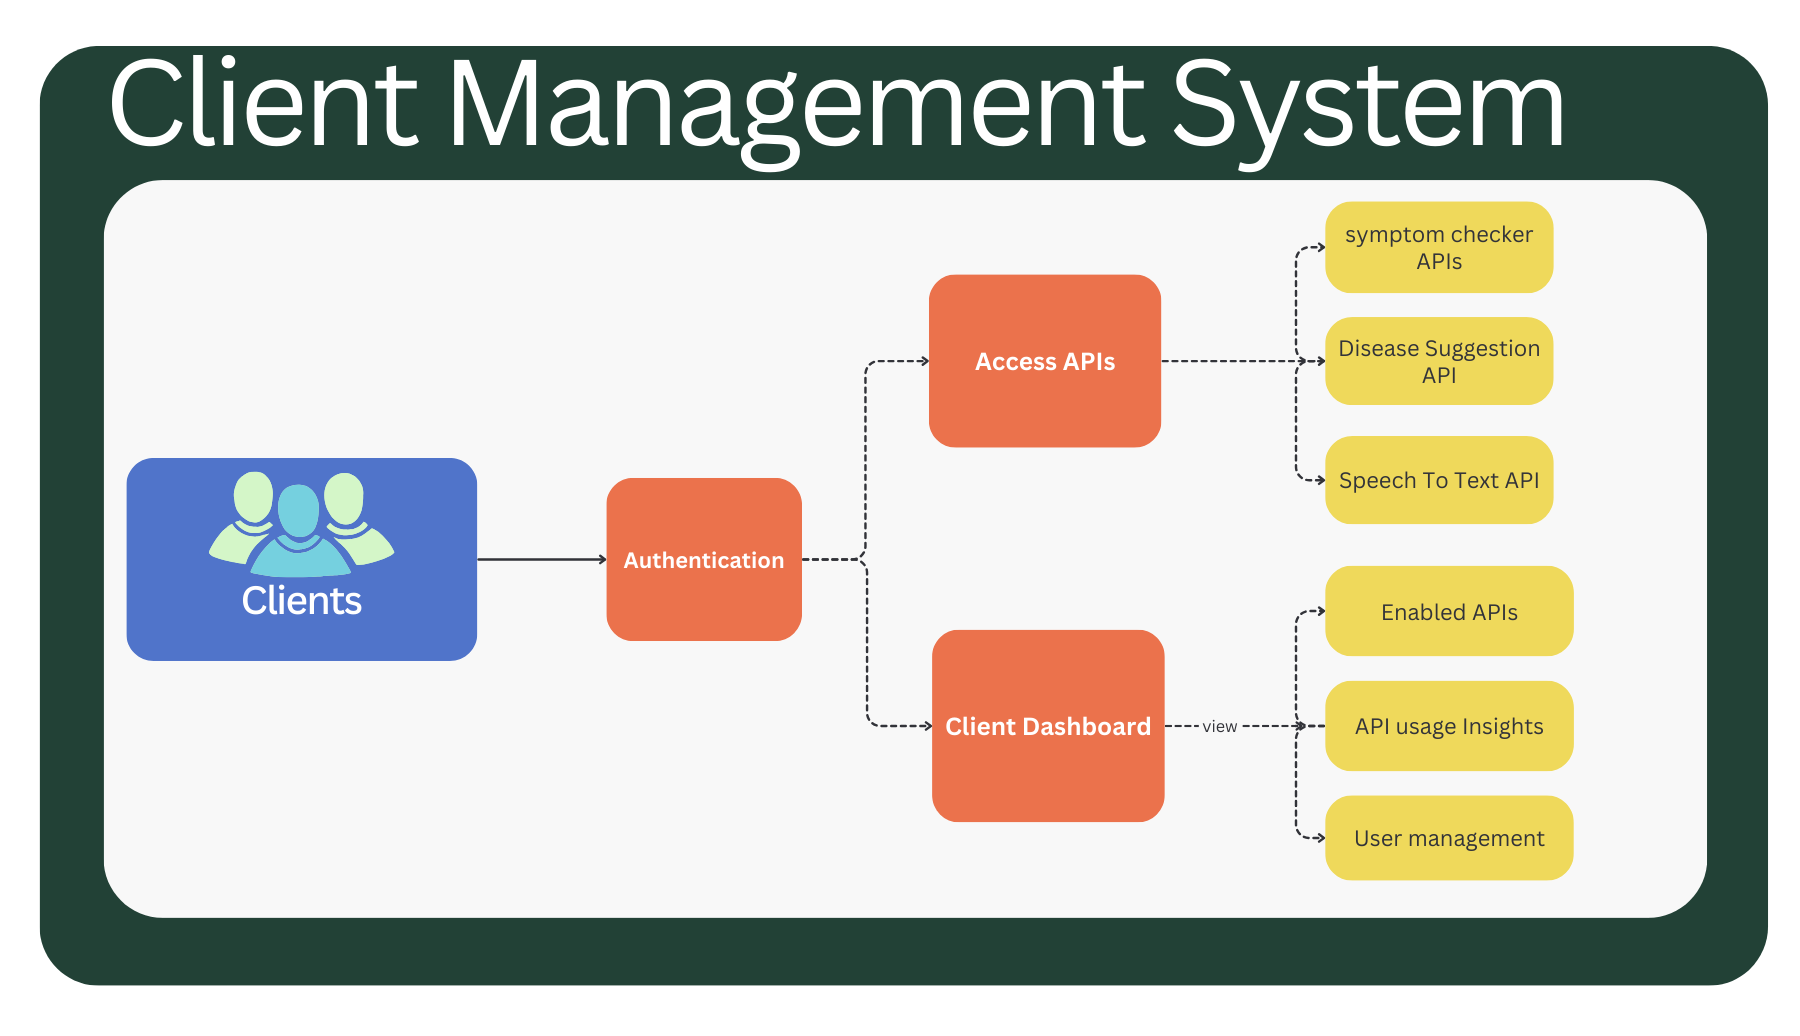 Client Management System
symptom checker
APIs
Access APIs
Disease Suggestion
API
Speech To Text API
Clients
Authentication
Enabled APIs
Client Dashboard
view
API usage Insights
User management